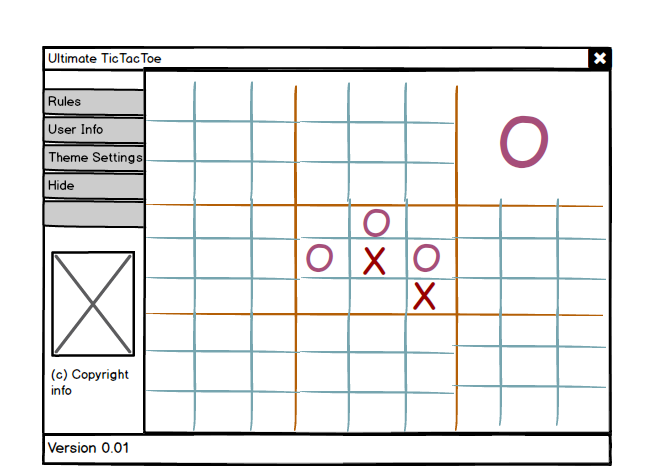 Ultimate TicTacToe
Rules
User Info
Theme Settings
Hide
O
O
O X O
X
(c) Copyright
info
Version 0.01